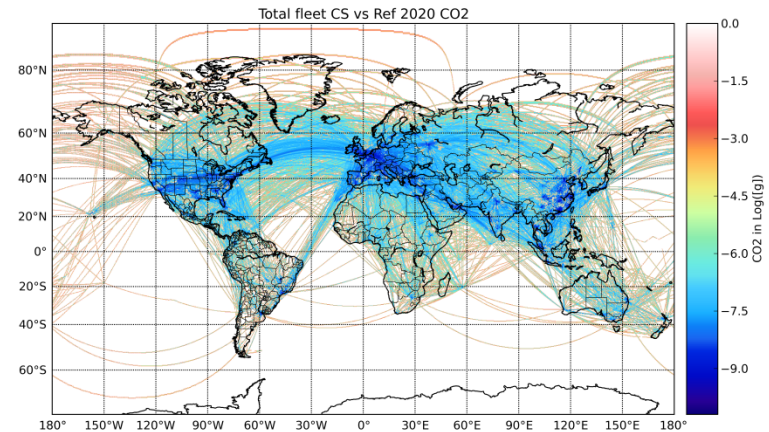 Total fleet CS vs Ref 2020 CO2
80°N
60°N
40°N
20°N
0°
20°S
40°S
60°S
180° 150°W 120°W 90°W 60°W 30°W 0° 30°E 60°E 90°E 120°E 150°E 180°
0.0
−1.5
−3.0
−4.5
−6.0
−7.5
−9.0
CO2 in Log([g)